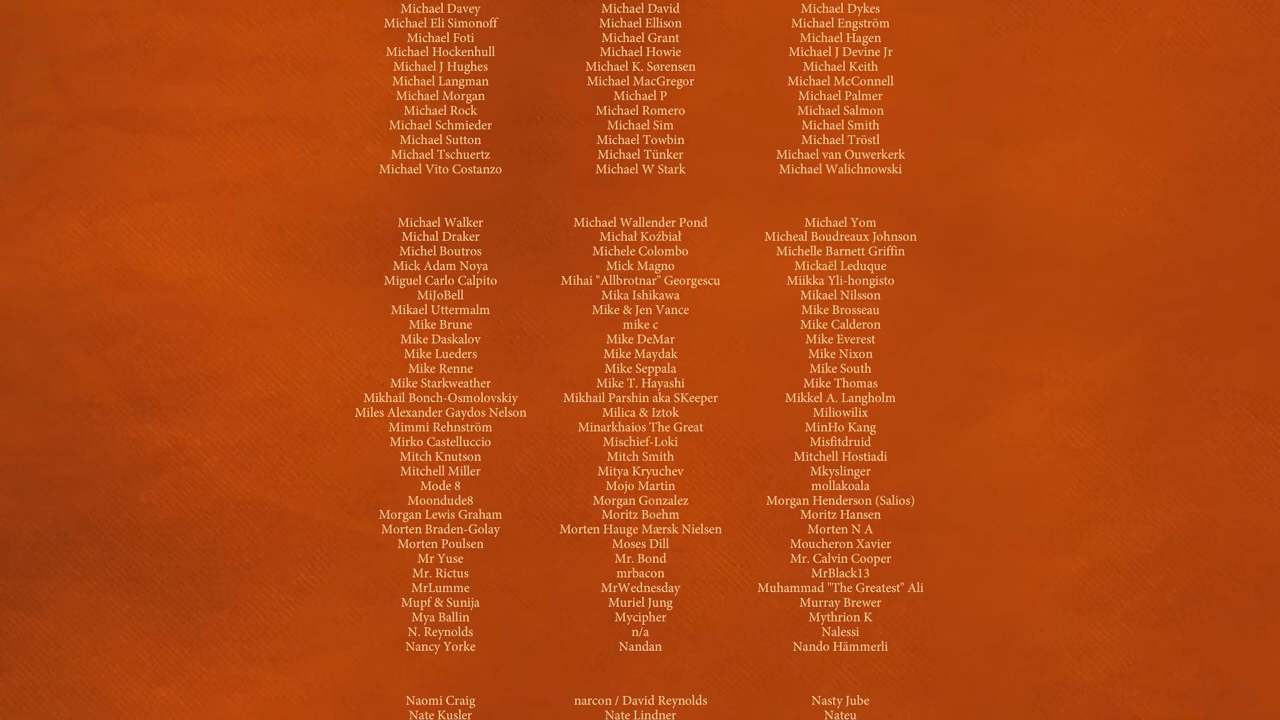 Michael Davey Michael David Michael Dykes
Michael Eli Simonoff Michael Ellison Michael Engström
Michael Foti Michael Grant Michael Hagen
Michael Hockenhull Michael Howie Michael J Devine Jr
Michael J Hughes Michael K. Sørensen Michael Keith
Michael Langman Michael MacGregor Michael McConnell
Michael Morgan Michael P Michael Palmer
Michael Rock Michael Romero Michael Salmon
Michael Schmieder Michael Sim Michael Smith
Michael Sutton Michael Towbin Michael Tröstl
Michael Tschuertz Michael Tünker Michael van Ouwerkerk
Michael Vito Costanzo Michael W Stark Michael Walichnowski
Michael Walker Michael Wallender Pond Michael Yom
Michal Draker Michał Koźbiał Micheal Boudreaux Johnson
Michel Boutros Michele Colombo Michelle Barnett Griffin
Mick Adam Noya Mick Magno Mickaël Leduque
Miguel Carlo Calpito Mihai "Allbrotnar" Georgescu Miikka Yli-hongisto
MiJoBell Mika Ishikawa Mikael Nilsson
Mikael Uttermalm Mike & Jen Vance Mike Brosseau
Mike Brune mike c Mike Calderon
Mike Daskalov Mike DeMar Mike Everest
Mike Lueders Mike Maydak Mike Nixon
Mike Renne Mike Seppala Mike South
Mike Starkweather Mike T. Hayashi Mike Thomas
Mikhail Bonch-Osmolovskiy Mikhail Parshin aka SKeeper Mikkel A. Langholm
Miles Alexander Gaydos Nelson Milica & Iztok Miliowilix
Mimmi Rehnström Minarkhaios The Great MinHo Kang
Mirko Castelluccio Mischief-Loki Misfitdruid
Mitch Knutson Mitch Smith Mitchell Hostiadi
Mitchell Miller Mitya Kryuchev Mkyslinger
Mode 8 Mojo Martin mollakoala
Moondude8 Morgan Gonzalez Morgan Henderson (Salios)
Morgan Lewis Graham Moritz Boehm Moritz Hansen
Morten Braden-Golay Morten Hauge Mærsk Nielsen Morten N A
Morten Poulsen Moses Dill Moucheron Xavier
Mr Yuse Mr. Bond Mr. Calvin Cooper
Mr. Rictus mrbacon MrBlack13
MrLumme MrWednesday Muhammad "The Greatest" Ali
Mupf & Sunija Muriel Jung Murray Brewer
Mya Ballin Mycipher Mythrion K
N. Reynolds n/a Nalessi
Nancy Yorke Nandan Nando Hämmerli
Naomi Craig narcon / David Reynolds Nasty Jube
Nate Kusler Nate Lindner Nateu